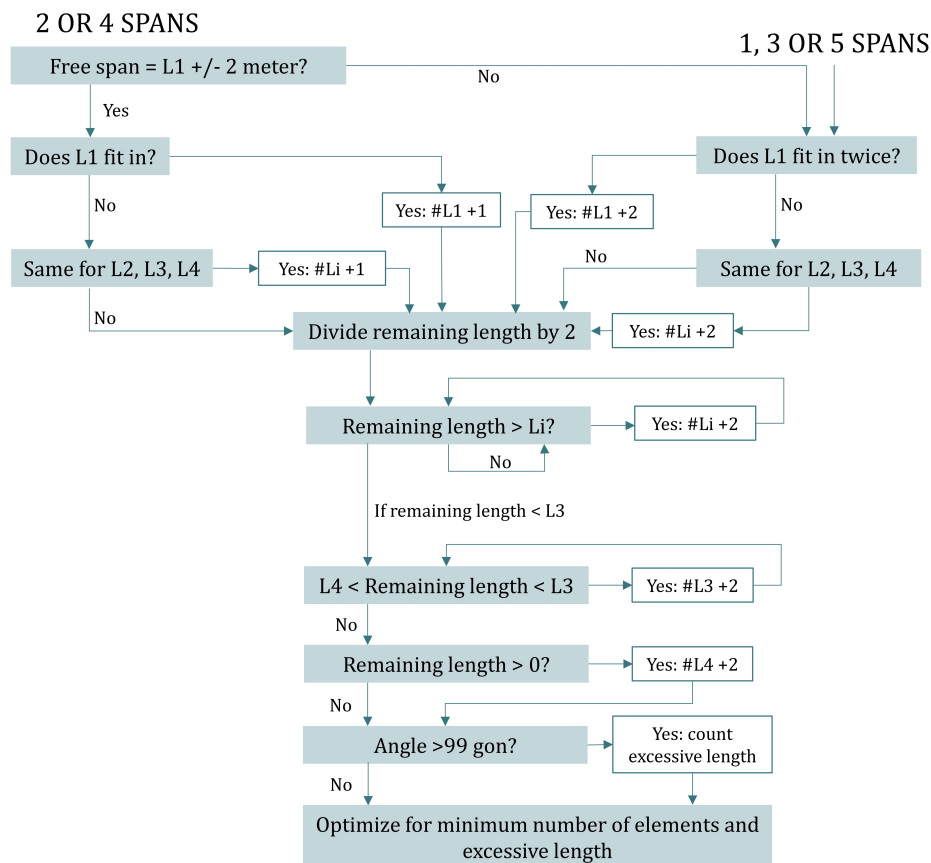 2 OR 4 SPANS
1, 3 OR 5 SPANS
Free span = L1 +/- 2 meter?
No
Yes
Does L1 fit in?
Does L1 fit in twice?
No
Yes: #L1 +1
Yes: #L1 +2
No
Same for L2, L3, L4
Yes: #Li +1
No
Same for L2, L3, L4
No
Divide remaining length by 2
Yes: #Li +2
Remaining length > Li?
Yes: #Li +2
No
If remaining length < L3
L4 < Remaining length < L3
Yes: #L3 +2
No
Remaining length > 0?
Yes: #L4 +2
No
Angle >99 gon?
Yes: count
excessive length
No
Optimize for minimum number of elements and
excessive length